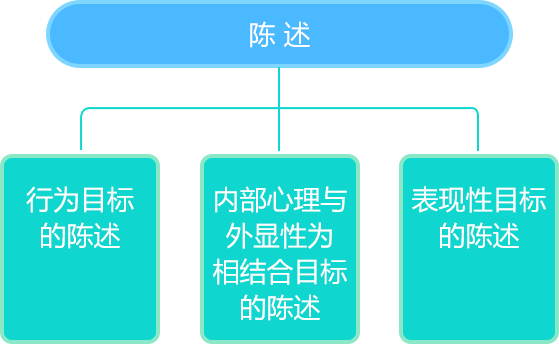 陈 述
行为目标
的陈述
内部心理与
外显性为
相结合目标
的陈述
表现性目标
的陈述